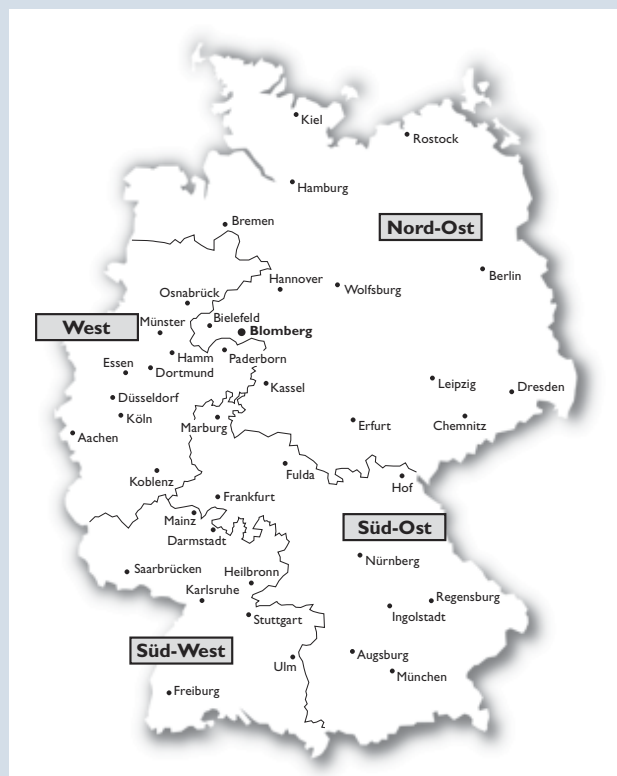 Kiel
Rostock
Hamburg
Bremen
Nord-Ost
Berlin
Hannover
Wolfsburg
Osnabrück
West
Münster
Bielefeld
Blomberg
Hamm
Paderborn
Essen
Dortmund
Kassel
Leipzig
Dresden
Düsseldorf
Köln
Marburg
Erfurt
Chemnitz
Aachen
Koblenz
Fulda
Hof
Frankfurt
Mainz
Süd-Ost
Darmstadt
Nürnberg
Saarbrücken
Heilbronn
Karlsruhe
Regensburg
Stuttgart
Ingolstadt
Süd-West
Augsburg
Ulm
München
Freiburg